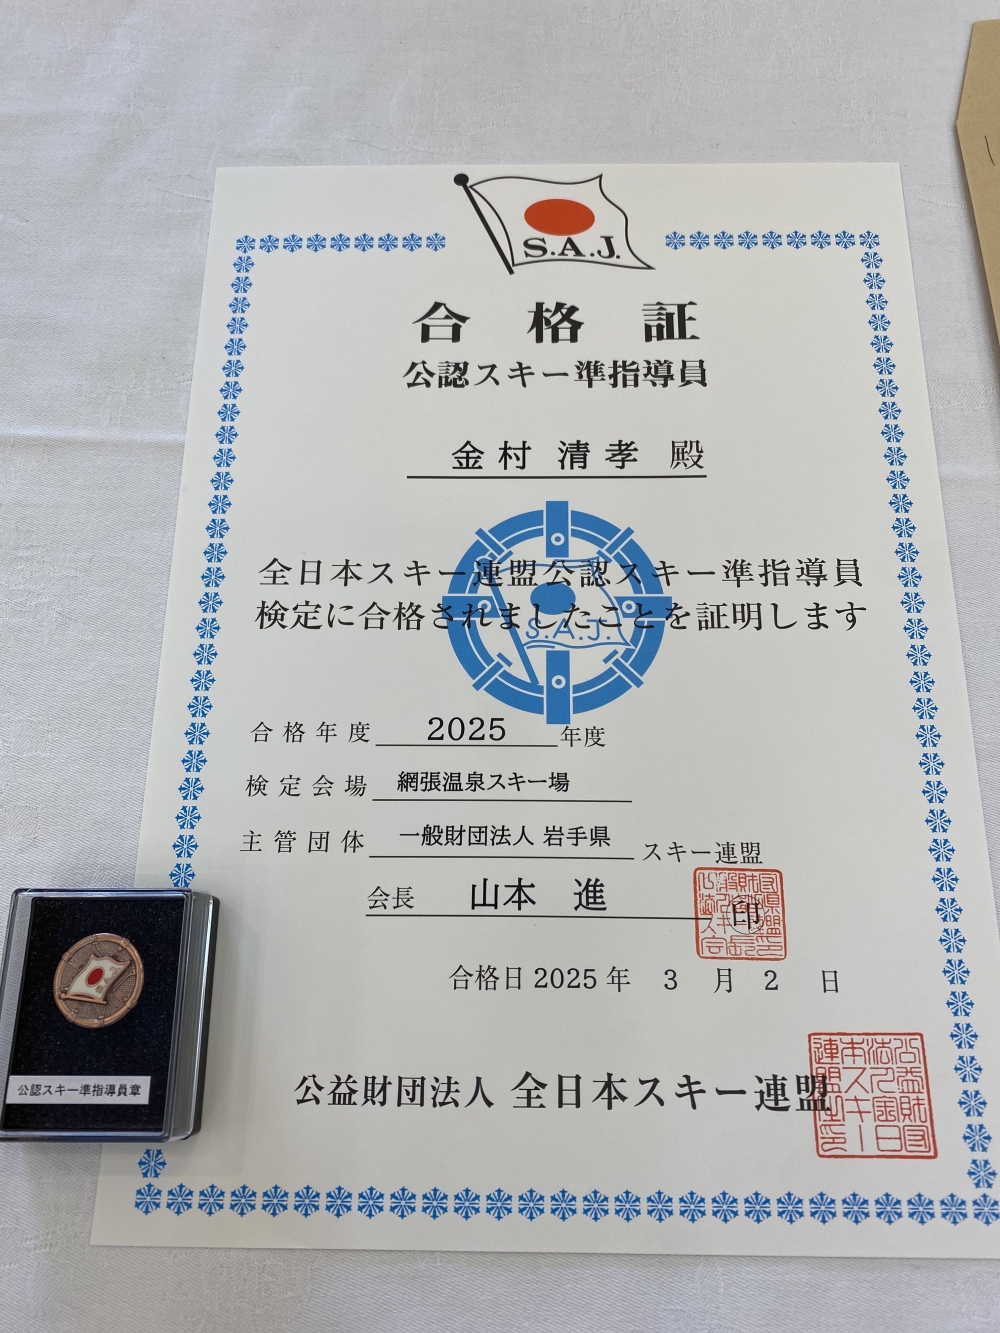 S.A.J.
合格証
公認スキー準指導員
金村 清孝 殿
全日本スキー連盟公認スキー準指導員
検定に合格されましたことを証明します
S.A.J.
合格年度 2025 年度
検定会場 網張温泉スキー場
主管団体 一般財団法人 岩手県 スキー連盟
会長 山本 進 印
合格日 2025 年 3 月 2 日
公益財団法人 全日本スキー連盟
公認スキー準指導員章